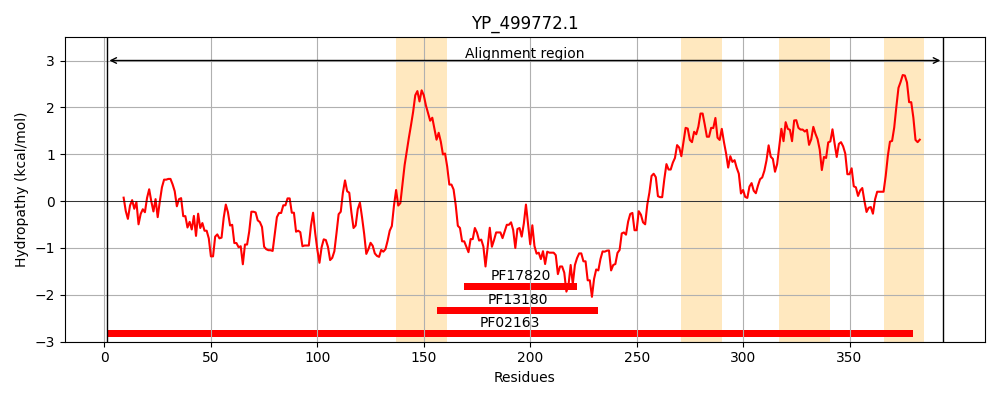 YP_499772.1
Alignment region
Hydropathy (kcal/mol)
3
2
1
0
−1
−2
−3
PF17820
PF13180
PF02163
0 50 100 150 200 250 300 350
Residues